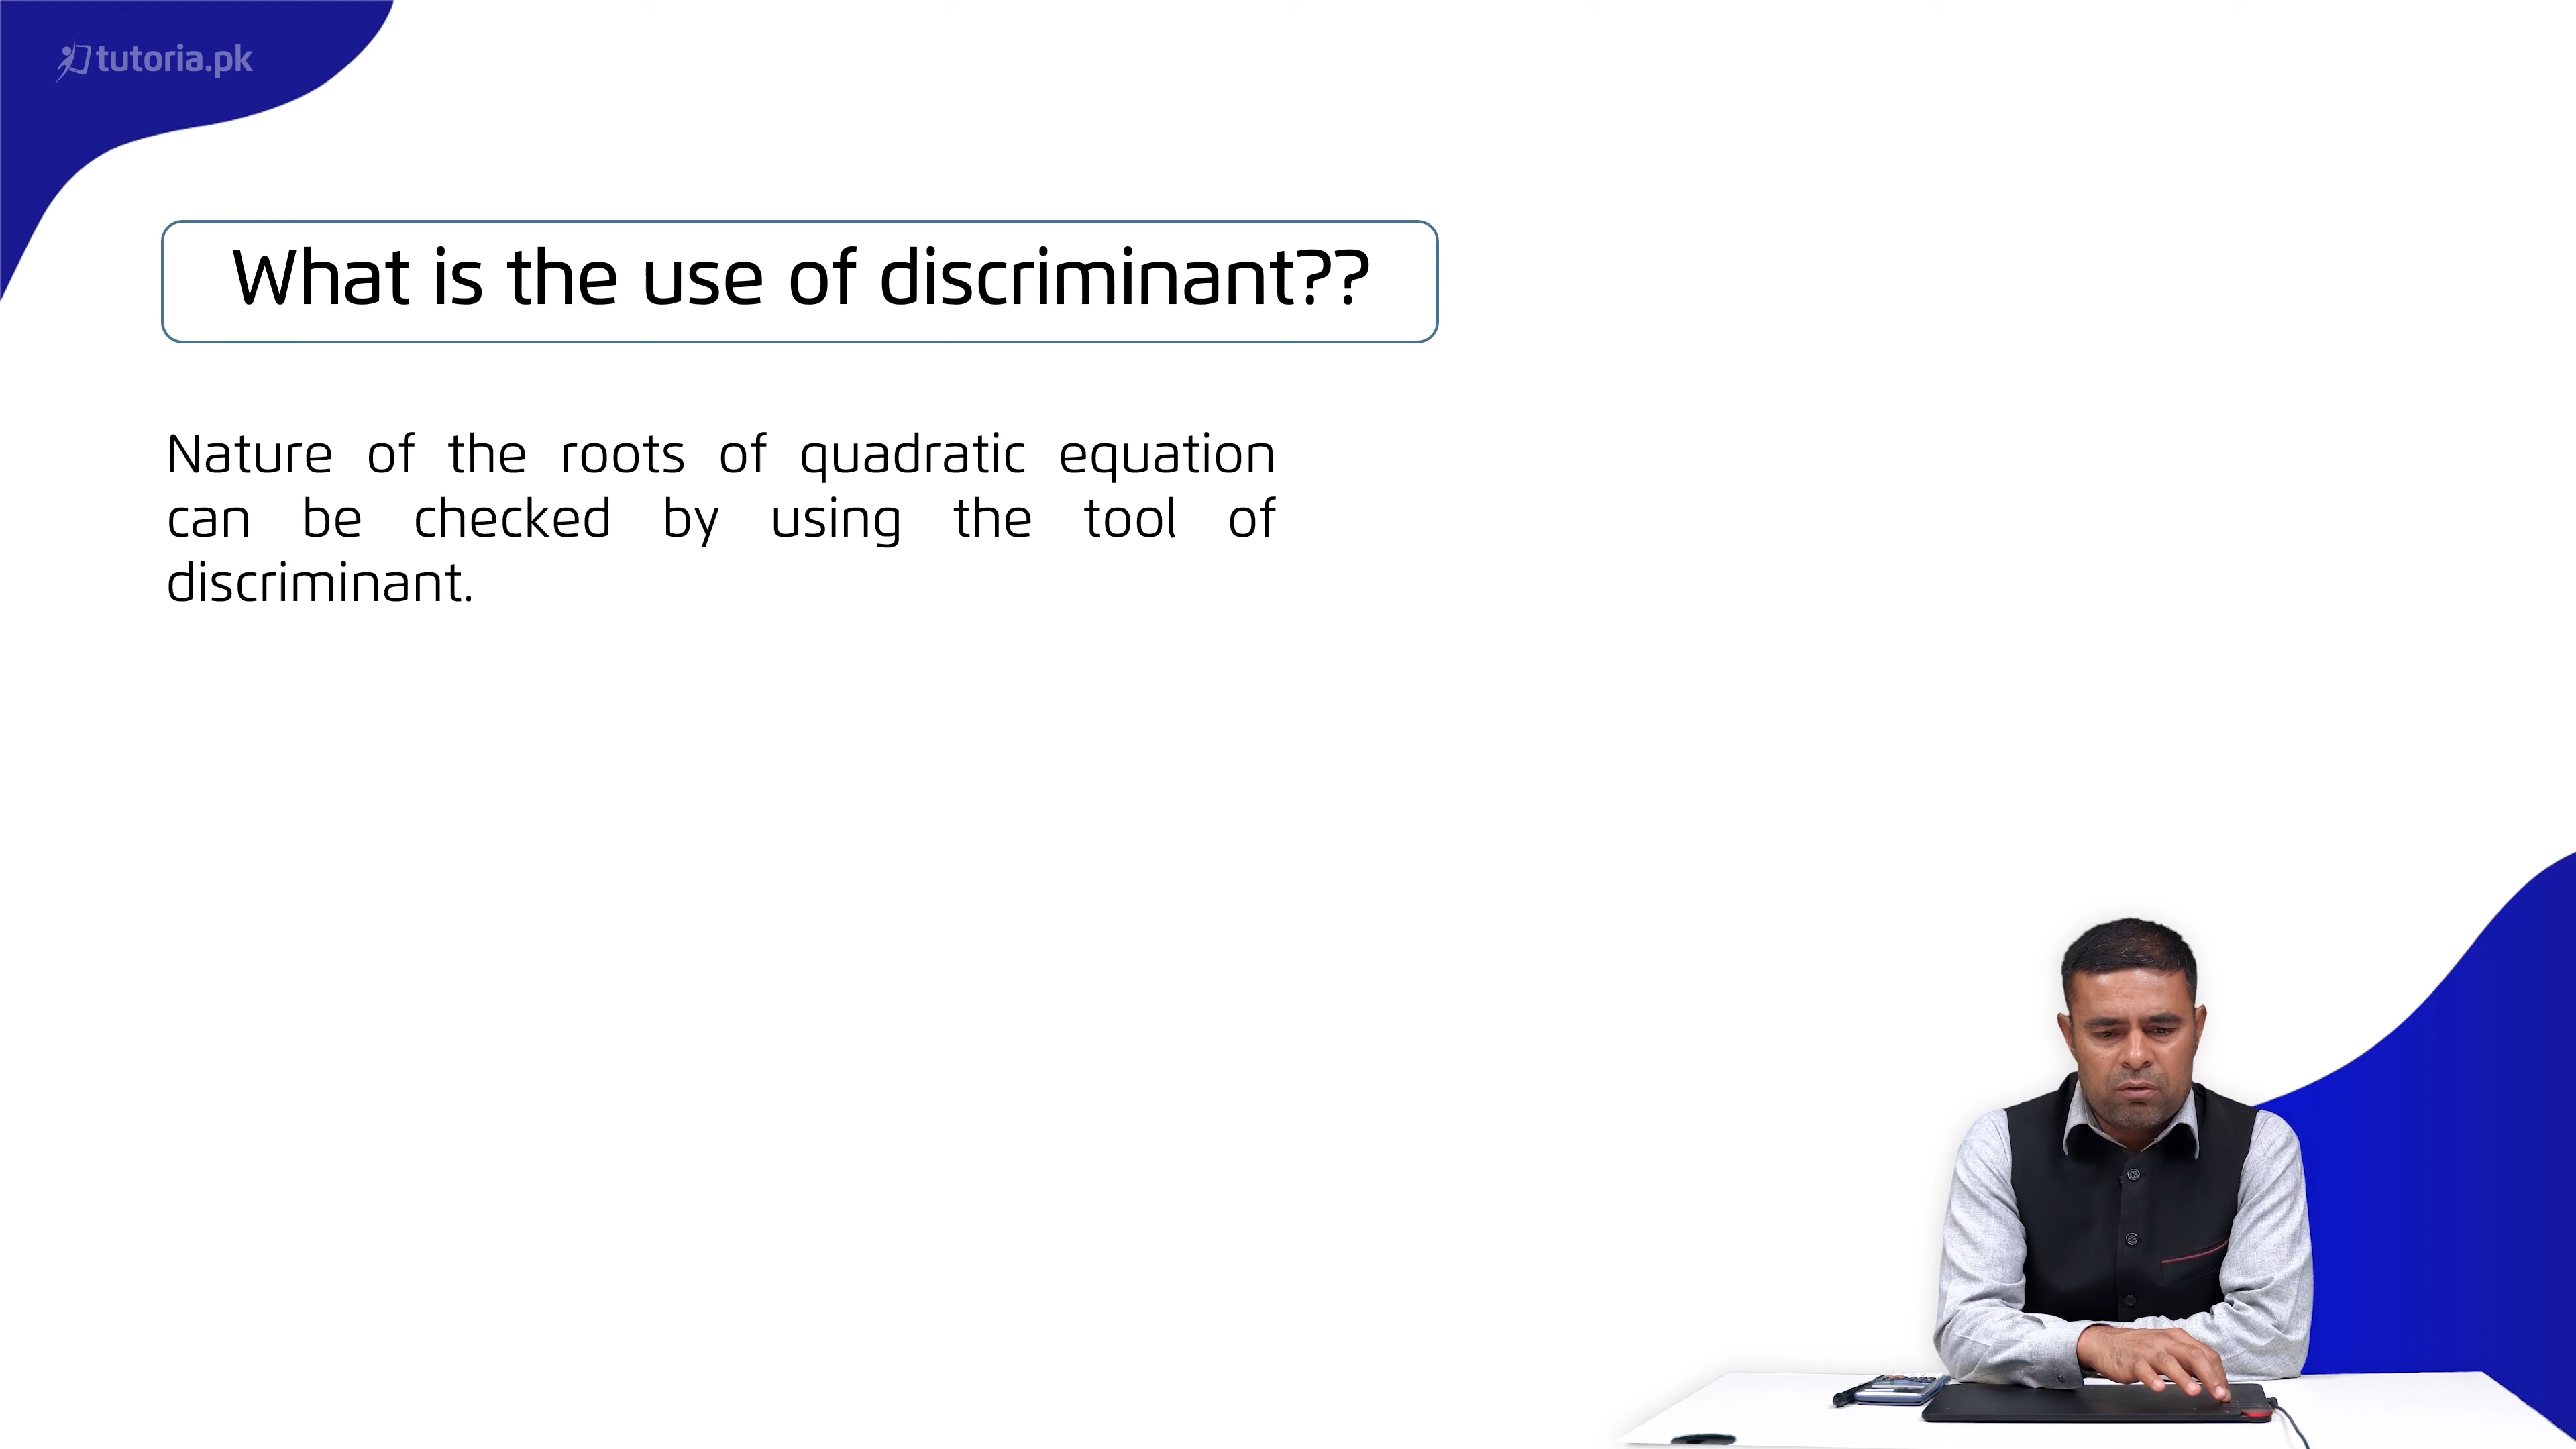 tutoria.pk
What is the use of discriminant??
Nature of the roots of quadratic equation
can be checked by using the tool of
discriminant.